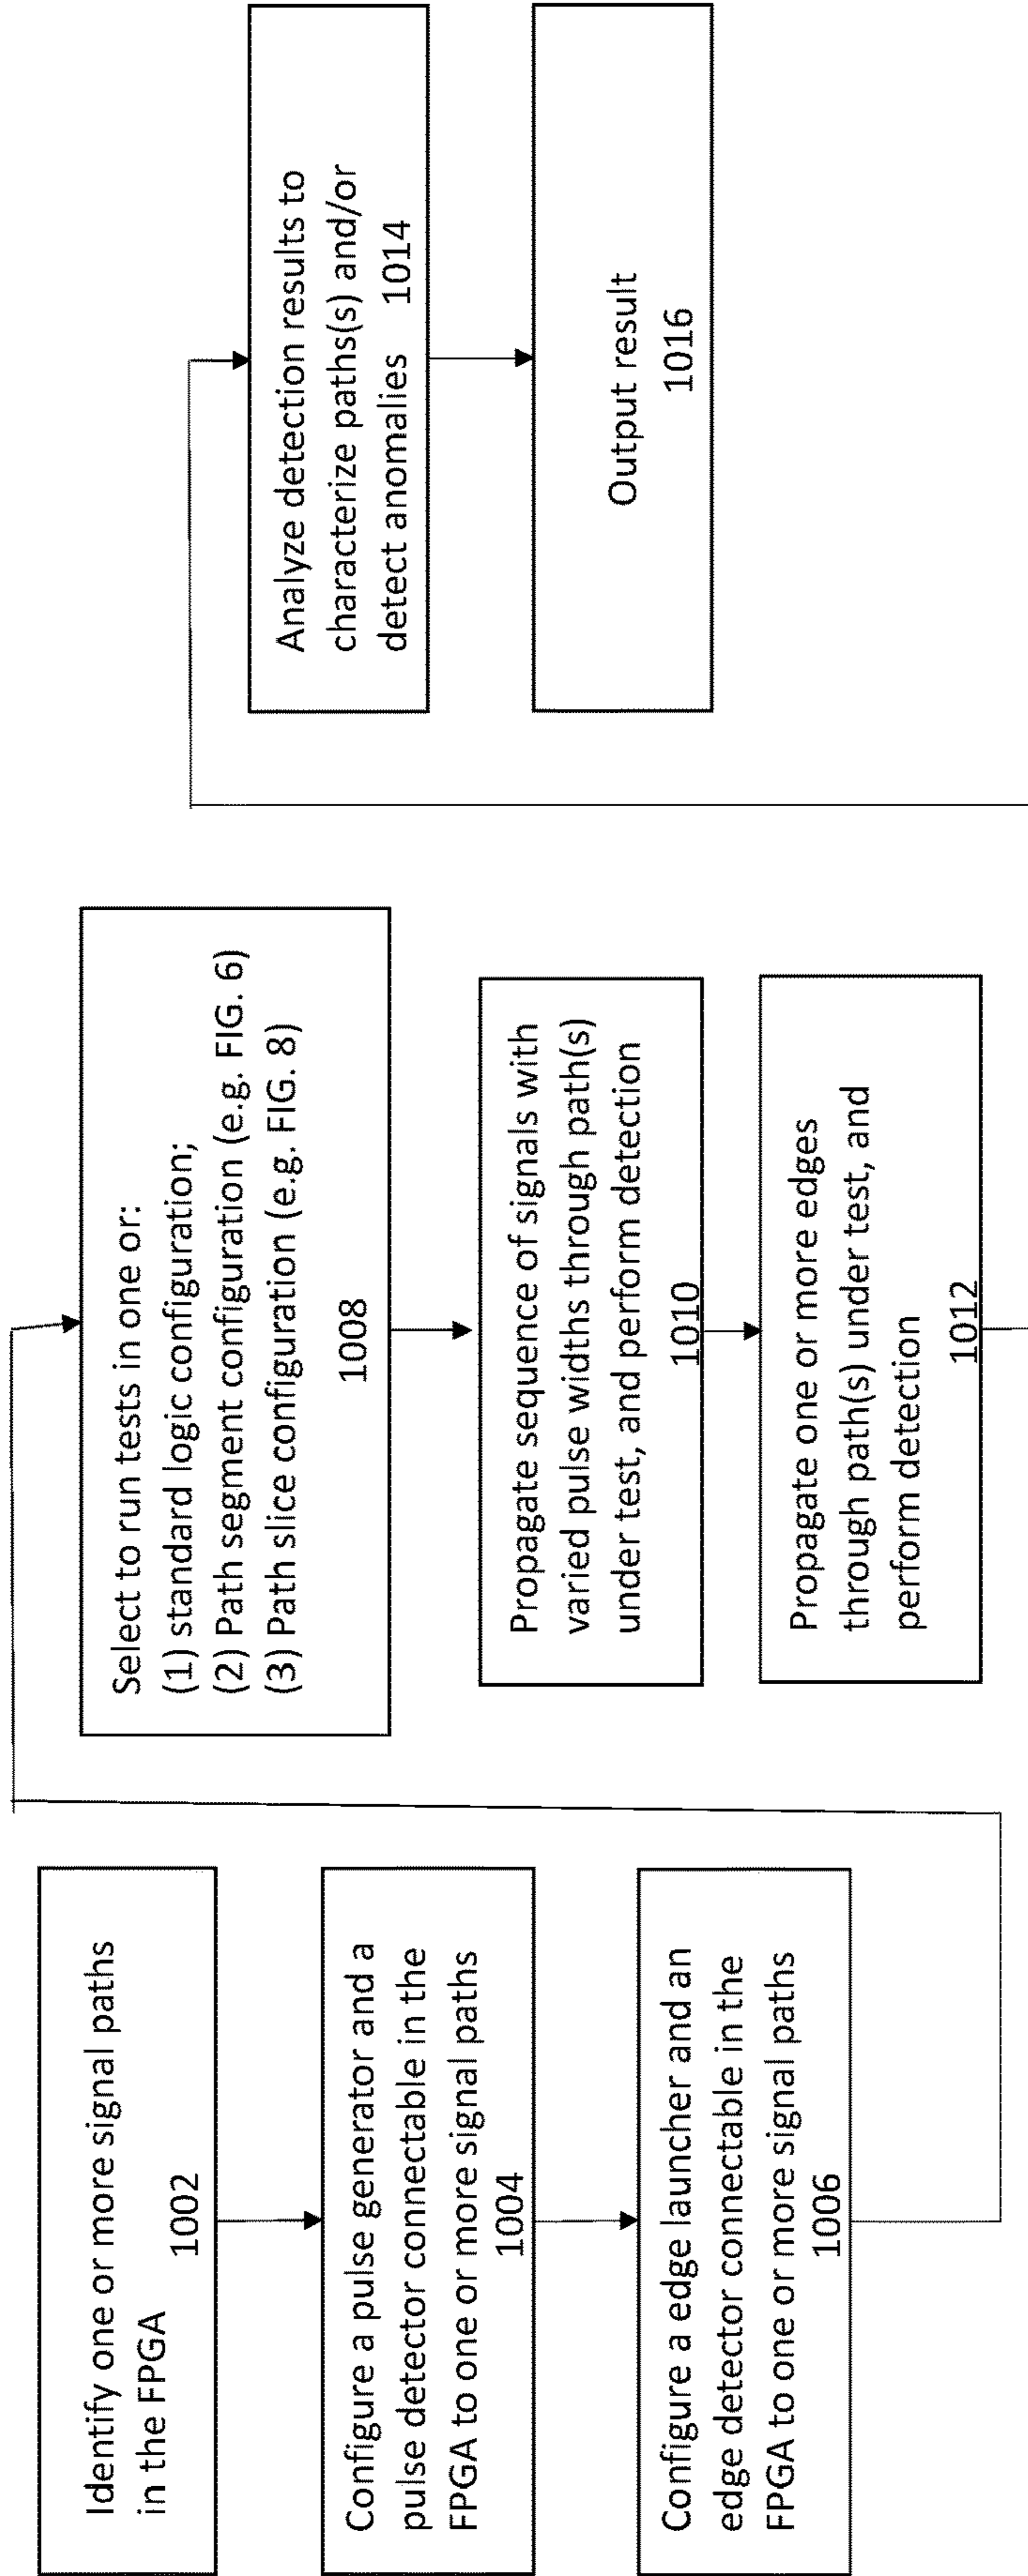 Identify one or more signal paths
in the FPGA
1002
Configure a pulse generator and a
pulse detector connectable in the
FPGA to one or more signal paths
1004
Configure a edge launcher and an
edge detector connectable in the
FPGA to one or more signal paths
1006
Select to run tests in one or:
(1) standard logic configuration;
(2) Path segment configuration (e.g. FIG. 6)
(3) Path slice configuration (e.g. FIG. 8)
1008
Propagate sequence of signals with
varied pulse widths through path(s)
under test, and perform detection
1010
Propagate one or more edges
through path(s) under test, and
perform detection
1012
Analyze detection results to
characterize paths(s) and/or
detect anomalies 1014
Output result
1016